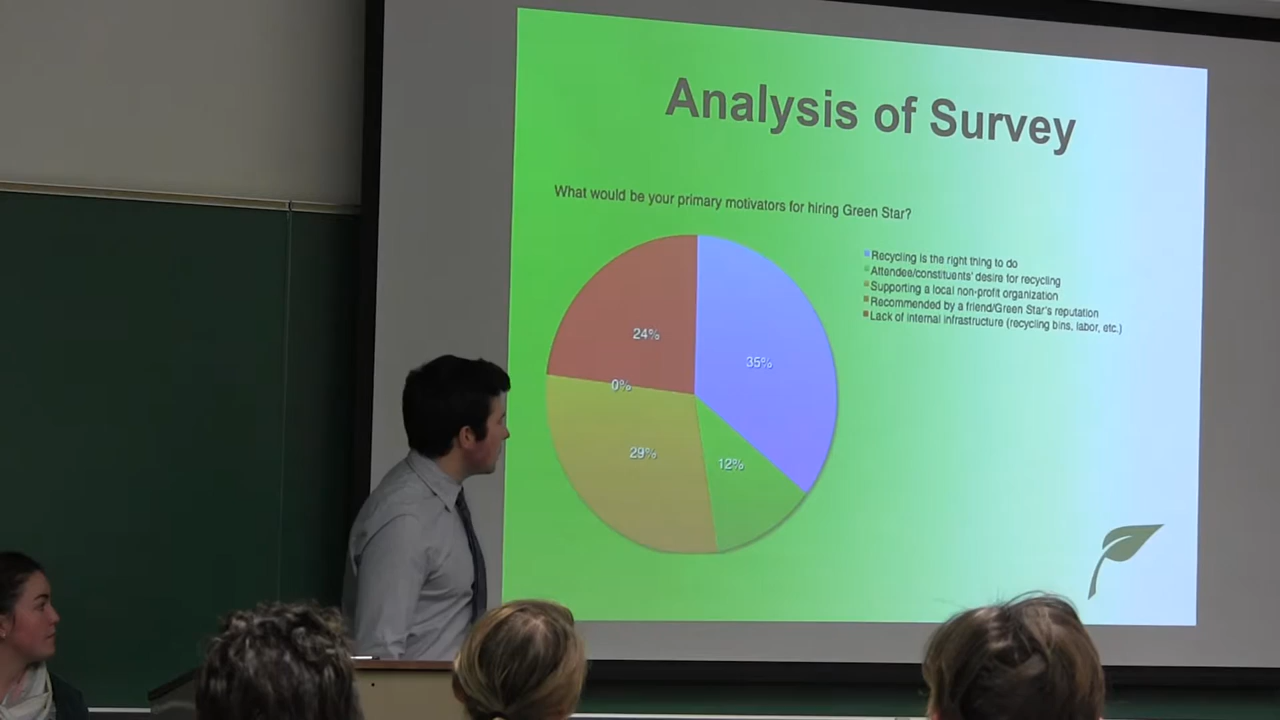 Analysis of Survey
What would be your primary motivators for hiring Green Star?
Recycling is the right thing to do
Attendee/constituents' desire for recycling
Supporting a local non-profit organization
Recommended by a friend/Green Star's reputation
Lack of internal infrastructure (recycling bins, labor, etc.)
24%
35%
0%
29%
12%